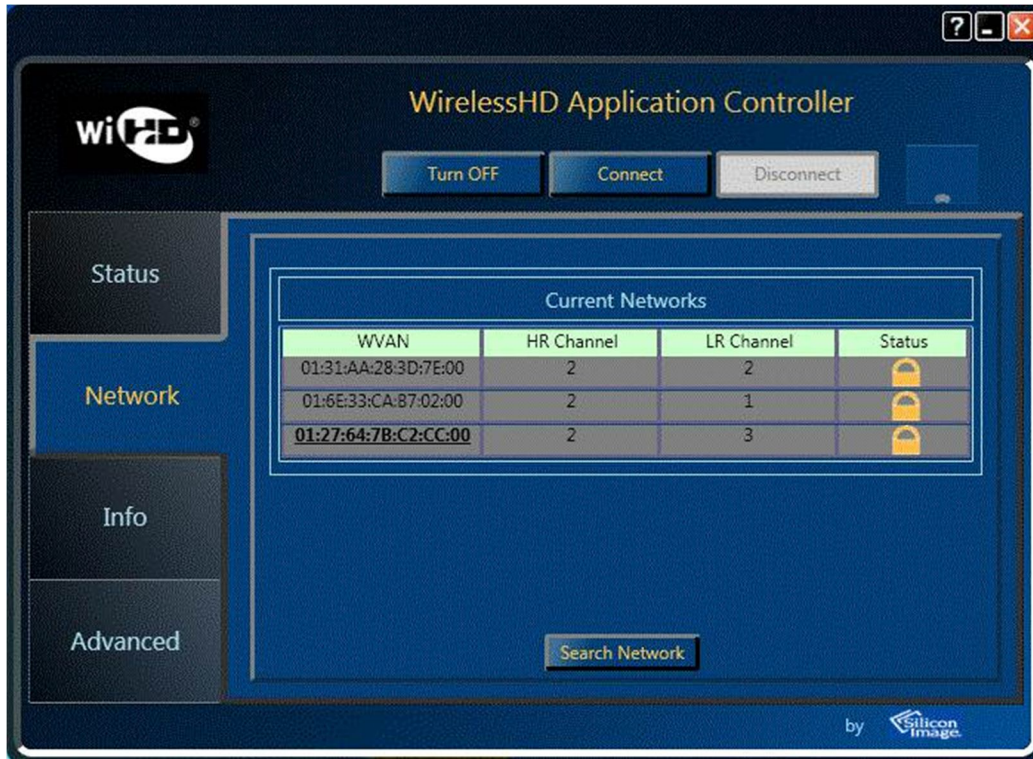 ?
wiHD®
WirelessHD Application Controller
Turn OFF Connect Disconnect
Status
Network
Info
Advanced
Current Networks
WVAN HR Channel LR Channel Status
01:31:AA:28:3D:7E:00 2 2
01:6E:33:CA:87:02:00 2 1
01:27:64:7B:C2:CC:00 2 3
Search Network
by Silicon Image.